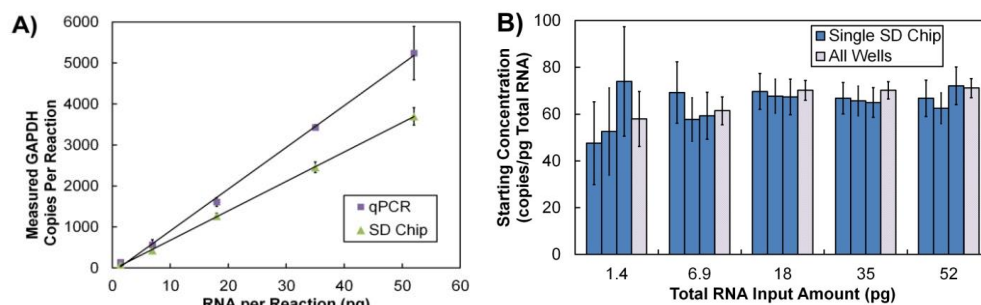 A)
Measured GAPDH
Copies Per Reaction
6000
5000
4000
3000
2000
1000
0
qPCR
SD Chip
0 10 20 30 40 50 60
RNA per Reaction (pg)
B)
Starting Concentration
(copies/pg Total RNA)
100
80
60
40
20
0
Single SD Chip
All Wells
1.4 6.9 18 35 52
Total RNA Input Amount (pg)